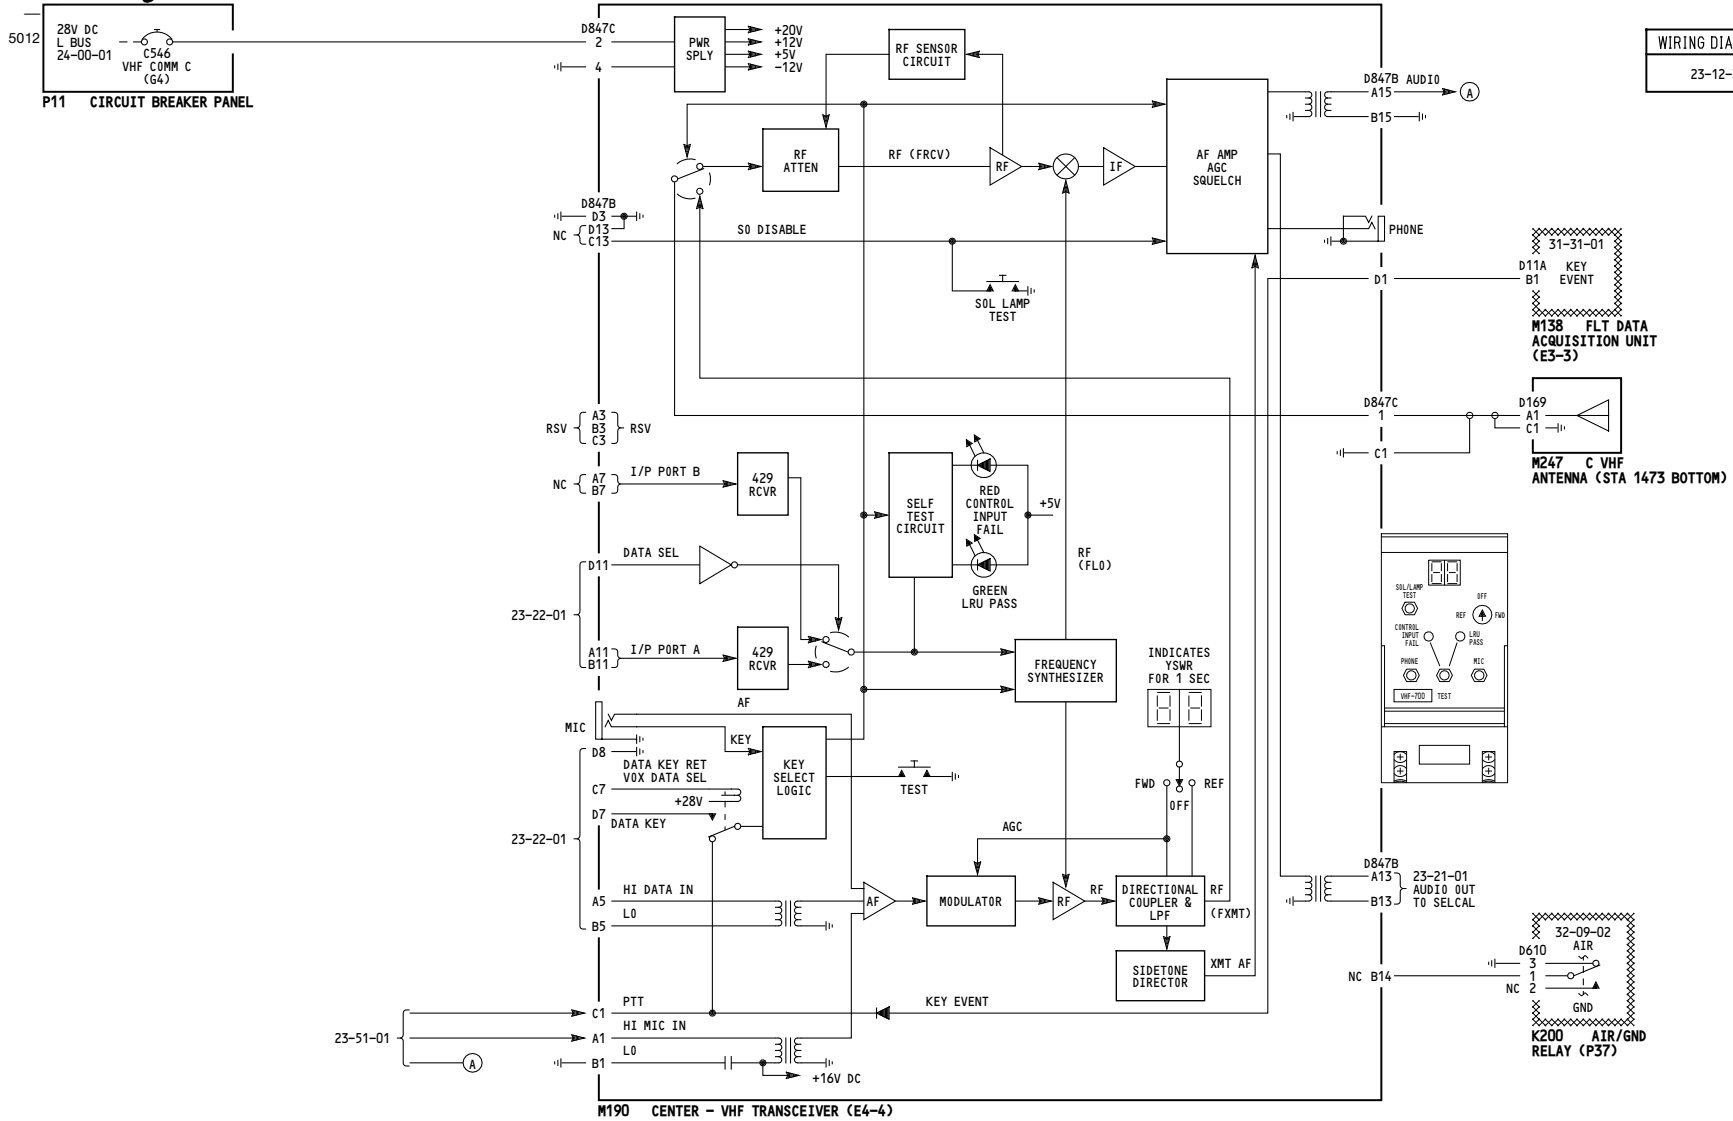 5012
28V DC
L BUS
24-00-01
C546
VHF COMM C
(G4)
P11 CIRCUIT BREAKER PANEL
D847C
2
4
PWR
SPLY
+20V
+12V
+5V
-12V
RF SENSOR
CIRCUIT
WIRING DIA
23-12-
D847B AUDIO
A15
A
B15
RF
ATTEN
RF (FRCV)
RF
IF
AF AMP
AGC
SQUELCH
D847B
D3
NC
D13
C13
SO DISABLE
SOL LAMP
TEST
PHONE
D1
31-31-01
D11A
B1
KEY
EVENT
M138 FLT DATA
ACQUISITION UNIT
(E3-3)
D847C
1
C1
D169
A1
C1
M247 C VHF
ANTENNA (STA 1473 BOTTOM)
RSV
A3
B3
C3
RSV
NC
A7
B7
I/P PORT B
429
RCVR
SELF
TEST
CIRCUIT
RED
CONTROL
INPUT
FAIL
+5V
GREEN
LRU PASS
RF
(FLO)
DATA SEL
D11
23-22-01
A11
B11
I/P PORT A
429
RCVR
FREQUENCY
SYNTHESIZER
INDICATES
YSWR
FOR 1 SEC
SOL/LAMP
TEST
OFF
REF
FWD
CONTROL
INPUT
FAIL
LRU
PASS
PHONE
MIC
VHF-700
TEST
AF
MIC
KEY
D8
DATA KEY RET
VOX DATA SEL
C7
+28V
D7
DATA KEY
23-22-01
KEY
SELECT
LOGIC
TEST
FWD
REF
OFF
AGC
HI DATA IN
A5
LO
B5
AF
MODULATOR
RF
RF
DIRECTIONAL
COUPLER &
LPF
RF
(FXMT)
SIDETONE
DIRECTOR
XMT AF
D847B
A13
B13
23-21-01
AUDIO OUT
TO SELCAL
NC B14
32-09-02
AIR
D610
3
1
NC 2
GND
K200 AIR/GND
RELAY (P37)
PTT
C1
KEY EVENT
HI MIC IN
A1
23-51-01
LO
A
B1
+16V DC
M190 CENTER - VHF TRANSCEIVER (E4-4)